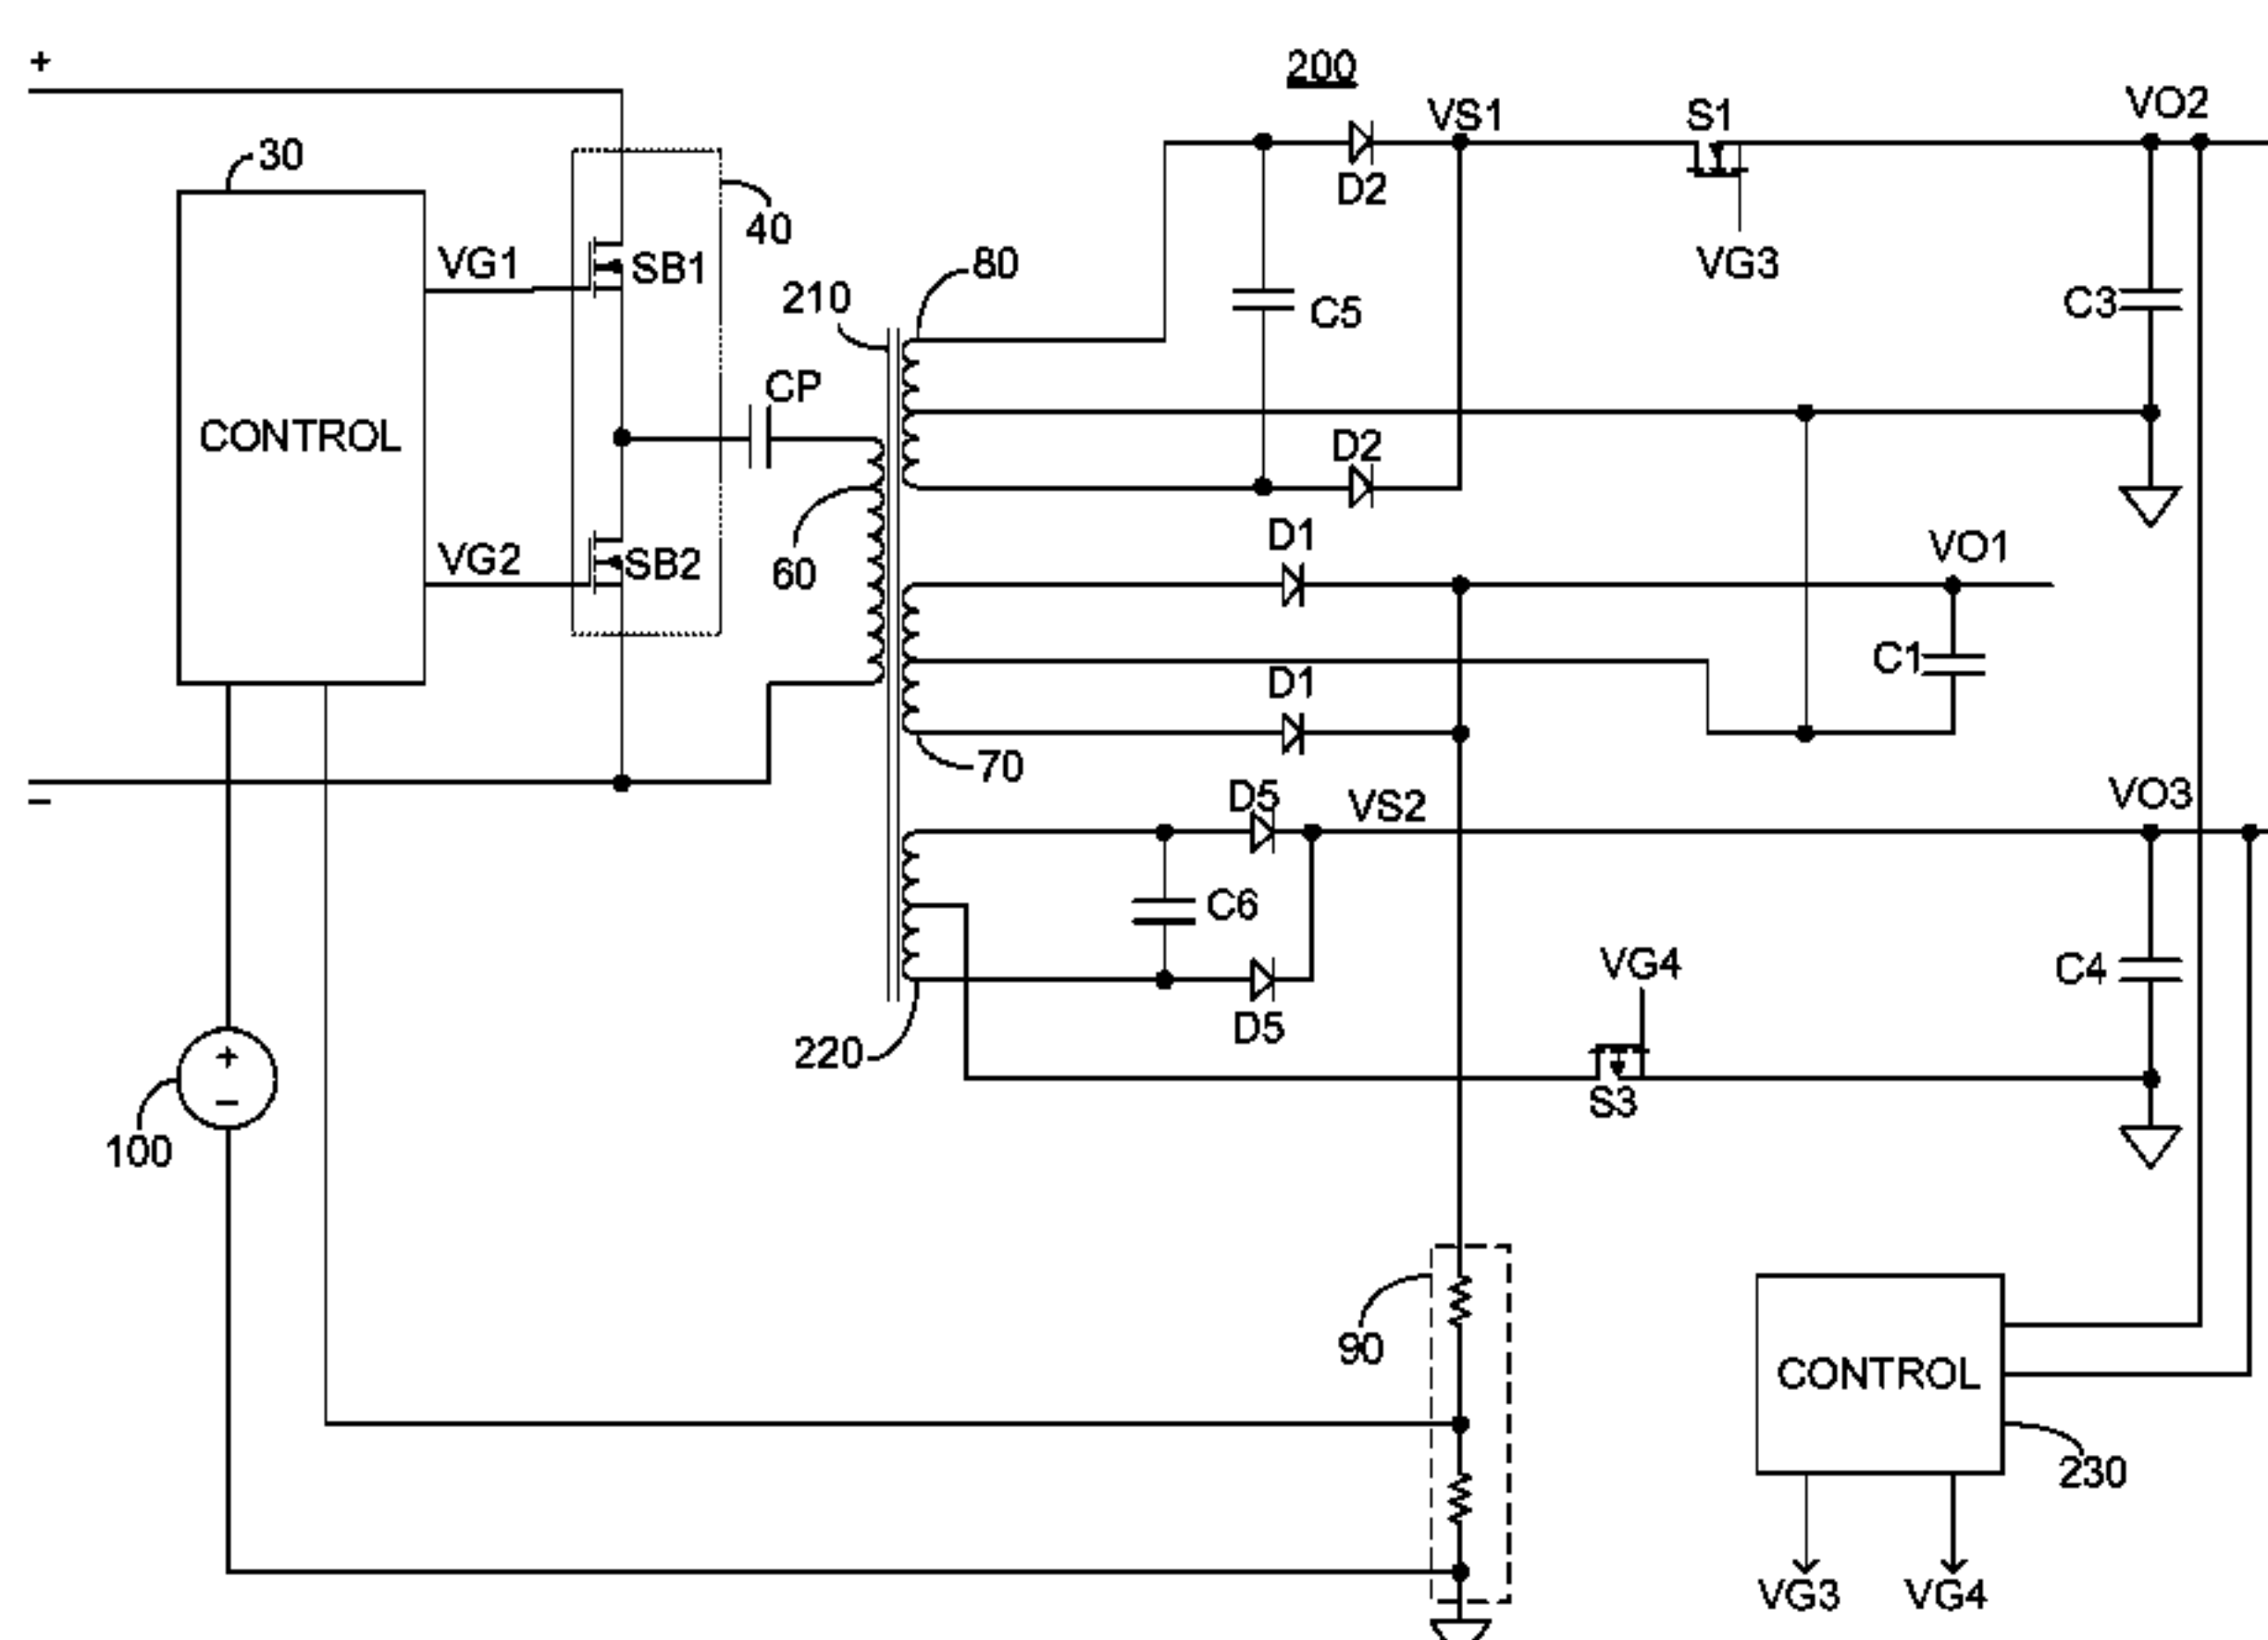 +
200
VS1
S1
VO2
30
40
D2
VG1
SB1
80
VG3
210
C5
C3
CP
CONTROL
D2
VG2
SB2
60
D1
VO1
C1
D1
70
−
D5
VS2
VO3
C6
VG4
C4
D5
220
+
−
S3
100
90
CONTROL
230
VG3
VG4